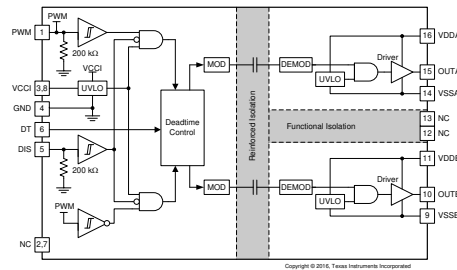 PWM
PWM 1
200 kΩ
VCCI 3,8
VCCI
UVLO
GND 4
DT 6
DIS 5
200 kΩ
PWM
NC 2,7
Deadtime
Control
MOD
MOD
Reinforced Isolation
Functional Isolation
DEMOD
UVLO
Driver
16 VDDA
15 OUTA
14 VSSA
13 NC
12 NC
DEMOD
UVLO
Driver
11 VDDB
10 OUTB
9 VSSB
Copyright © 2016, Texas Instruments Incorporated